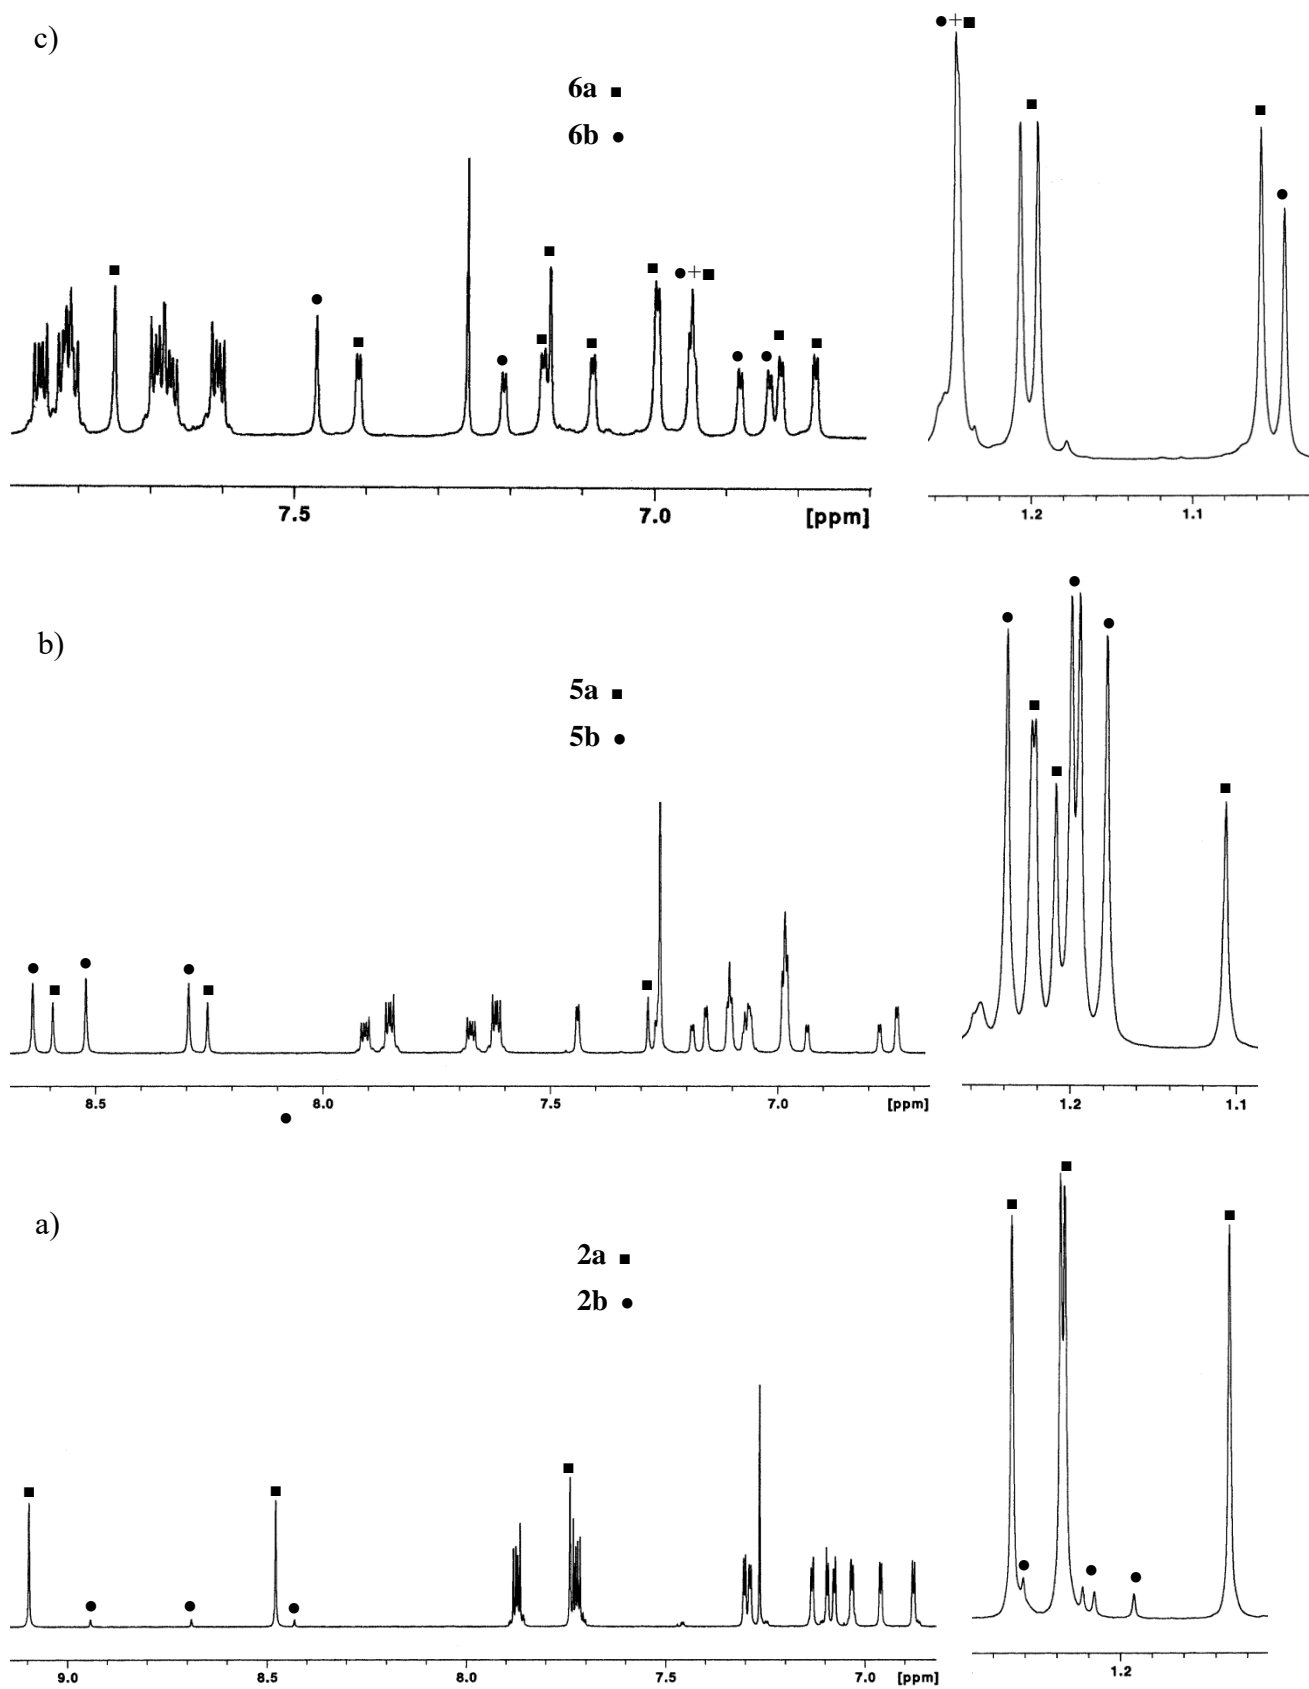 c)
● + ■
6a ■
6b ●
● + ■
7.5 7.0 [ppm]
1.2 1.1
b)
5a ■
5b ●
8.5 8.0 7.5 7.0 [ppm]
1.2 1.1
a)
2a ■
2b ●
9.0 8.5 8.0 7.5 7.0 [ppm]
1.2